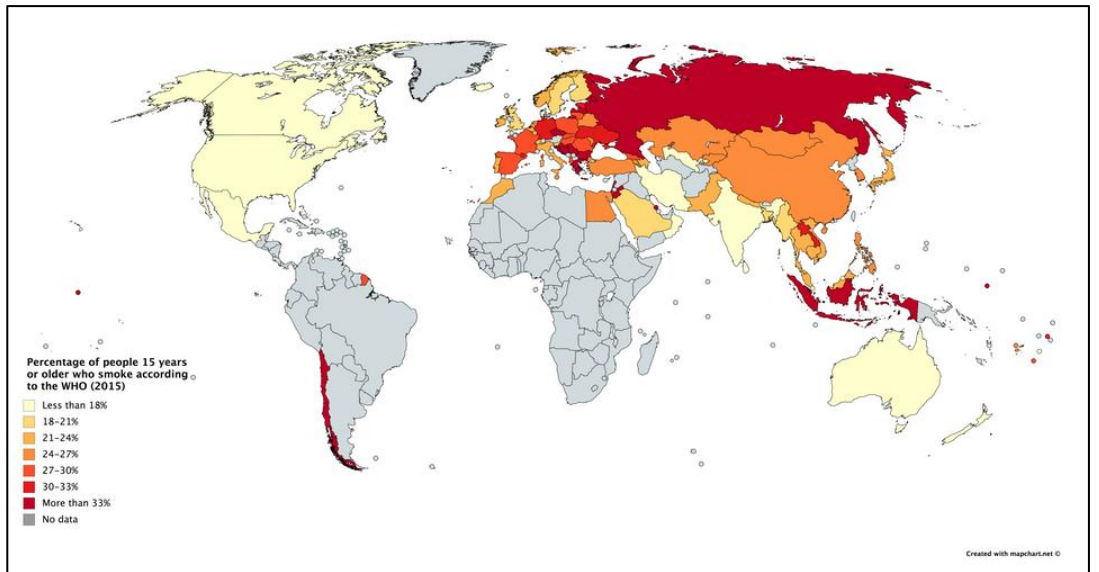 Percentage of people 15 years
or older who smoke according
to the WHO (2015)
Less than 18%
18-21%
21-24%
24-27%
27-30%
30-33%
More than 33%
No data
Created with mapchart.net ©